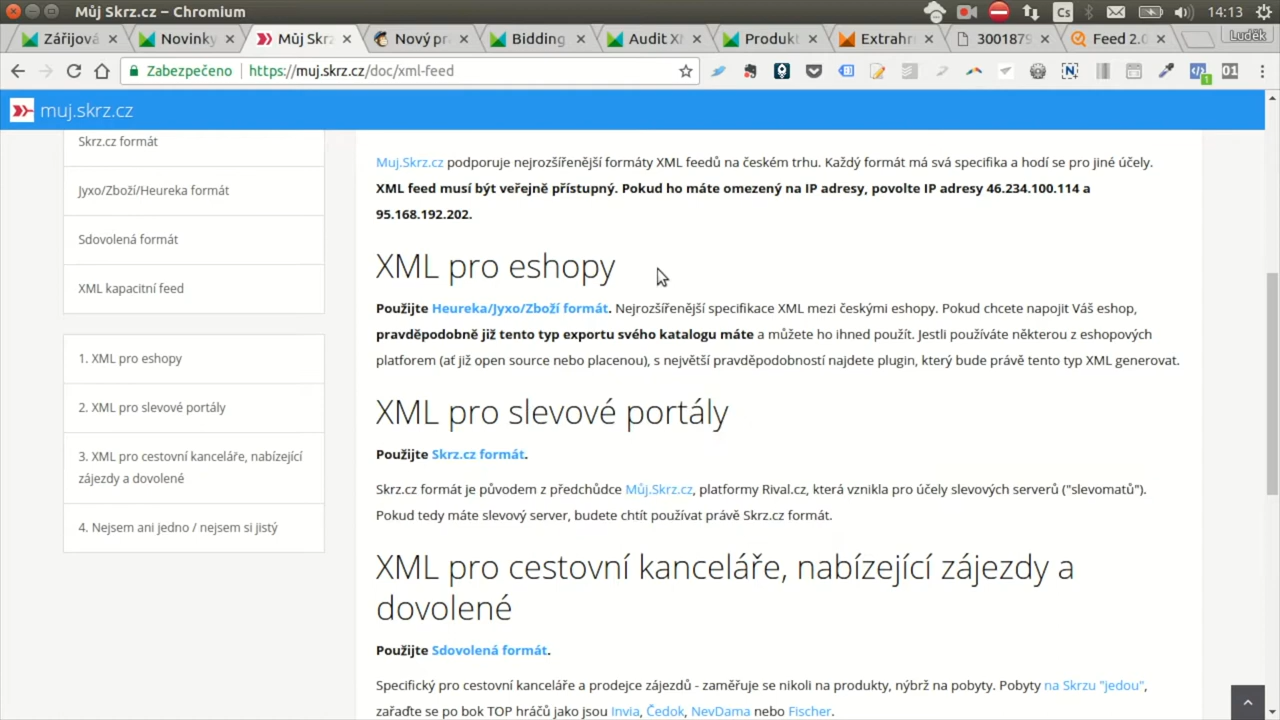 Můj Skrz.cz – Chromium
Cs
14:13
Zářijová
Novinky
Můj Skrz
Nový pr
Bidding
Audit XM
Produkt
Extrahr
3001879
Feed 2.0
Luděk
Zabezpečeno
https://muj.skrz.cz/doc/xml-feed
1
01
muj.skrz.cz
Skrz.cz formát
Jyxo/Zboží/Heureka formát
Sdovolená formát
XML kapacitní feed
1. XML pro eshopy
2. XML pro slevové portály
3. XML pro cestovní kanceláře, nabízející
zájezdy a dovolené
4. Nejsem ani jedno / nejsem si jistý
Muj.Skrz.cz podporuje nejrozšířenější formáty XML feedů na českém trhu. Každý formát má svá specifika a hodí se pro jiné účely.
XML feed musí být veřejně přístupný. Pokud ho máte omezený na IP adresy, povolte IP adresy 46.234.100.114 a
95.168.192.202.
XML pro eshopy
Použijte Heureka/Jyxo/Zboží formát. Nejrozšířenější specifikace XML mezi českými eshopy. Pokud chcete napojit Váš eshop,
pravděpodobně již tento typ exportu svého katalogu máte a můžete ho ihned použít. Jestli používáte některou z eshopových
platforem (ať již open source nebo placenou), s největší pravděpodobností najdete plugin, který bude právě tento typ XML generovat.
XML pro slevové portály
Použijte Skrz.cz formát.
Skrz.cz formát je původem z předchůdce Můj.Skrz.cz, platformy Rival.cz, která vznikla pro účely slevových serverů ("slevomatů").
Pokud tedy máte slevový server, budete chtít používat právě Skrz.cz formát.
XML pro cestovní kanceláře, nabízející zájezdy a
dovolené
Použijte Sdovolená formát.
Specifický pro cestovní kanceláře a prodejce zájezdů - zaměřuje se nikoli na produkty, nýbrž na pobyty. Pobyty na Skrzu "jedou",
zařaďte se po bok TOP hráčů jako jsou Invia, Čedok, NevDama nebo Fischer.